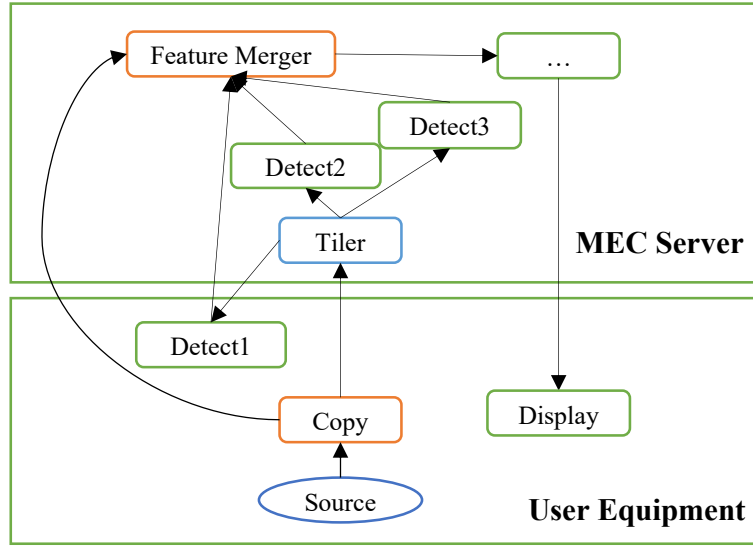 Feature Merger
…
Detect3
Detect2
Tiler
MEC Server
Detect1
Copy
Display
Source
User Equipment